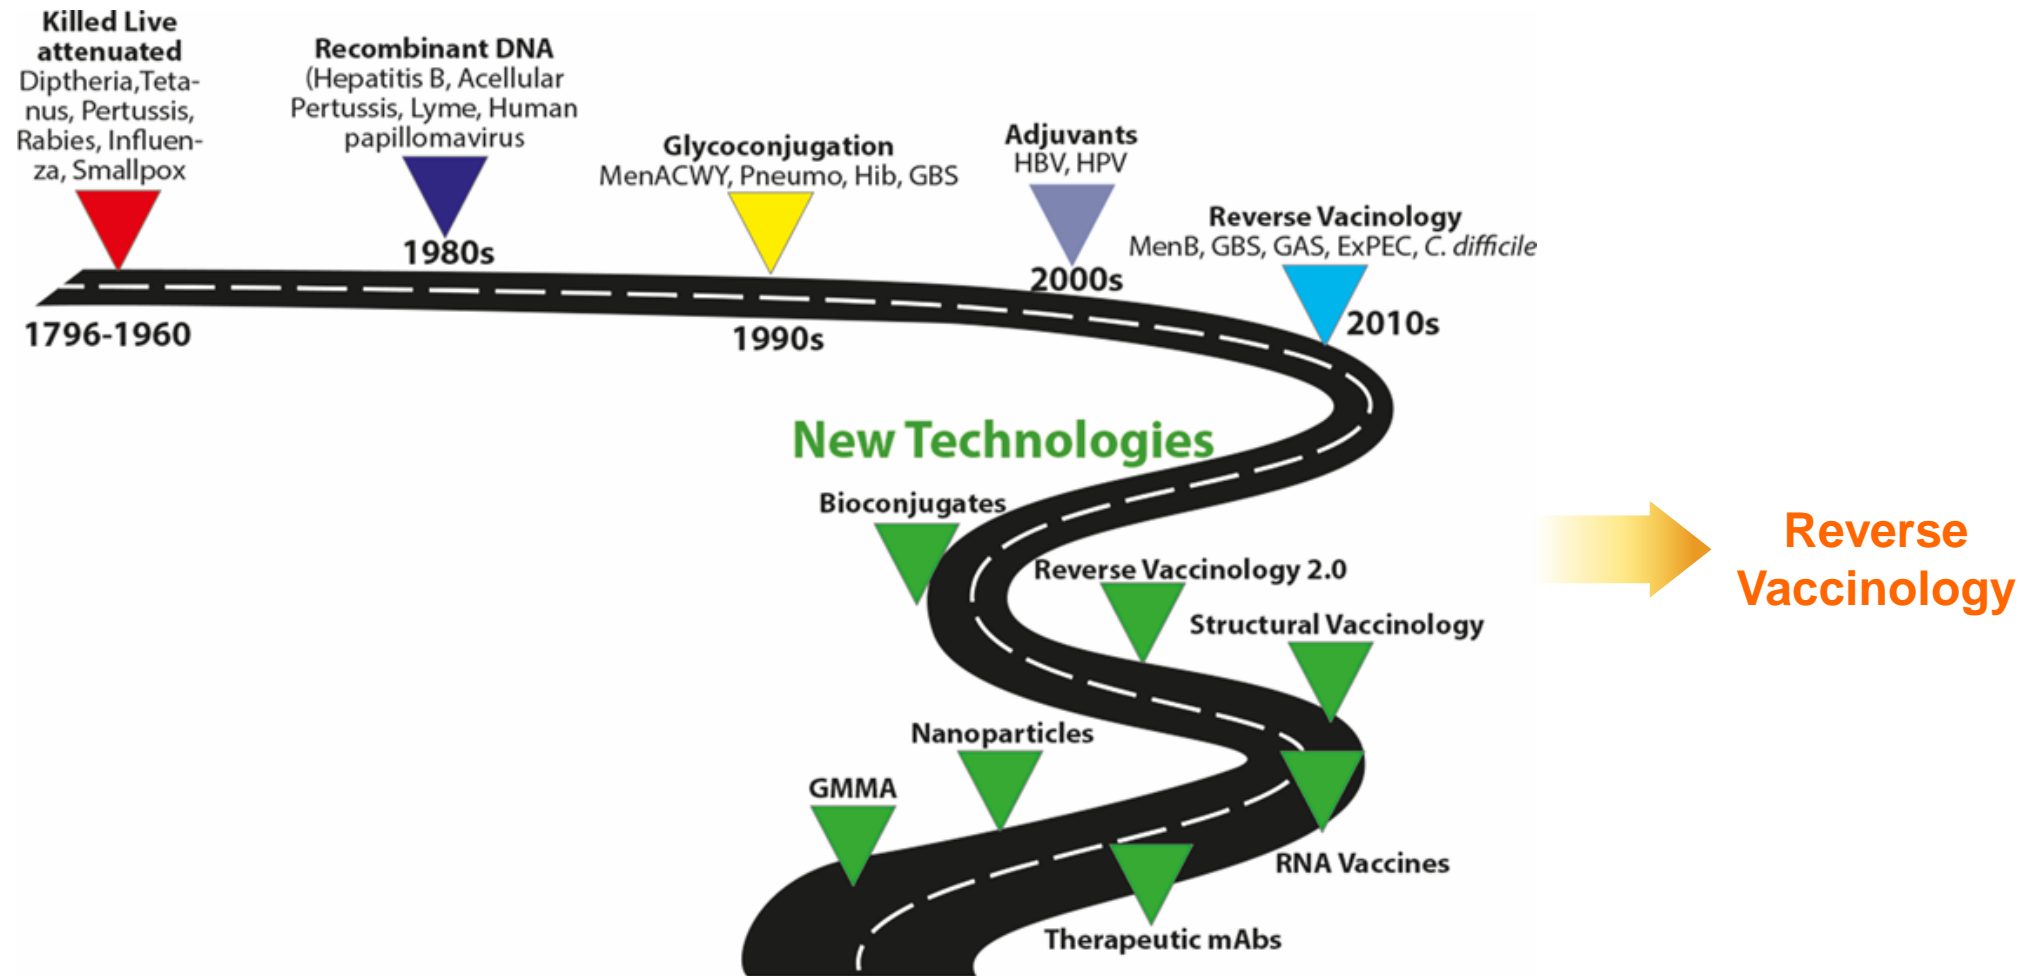 Killed Live
attenuated
Diptheria,Teta-
nus, Pertussis,
Rabies, Influen-
za, Smallpox
1796-1960
Recombinant DNA
(Hepatitis B, Acellular
Pertussis, Lyme, Human
papillomavirus
1980s
Glycoconjugation
MenACWY, Pneumo, Hib, GBS
1990s
Adjuvants
HBV, HPV
2000s
Reverse Vacinology
MenB, GBS, GAS, ExPEC, C. difficile
2010s
New Technologies
Bioconjugates
Reverse Vaccinology 2.0
Structural Vaccinology
Nanoparticles
GMMA
RNA Vaccines
Therapeutic mAbs
Reverse
Vaccinology